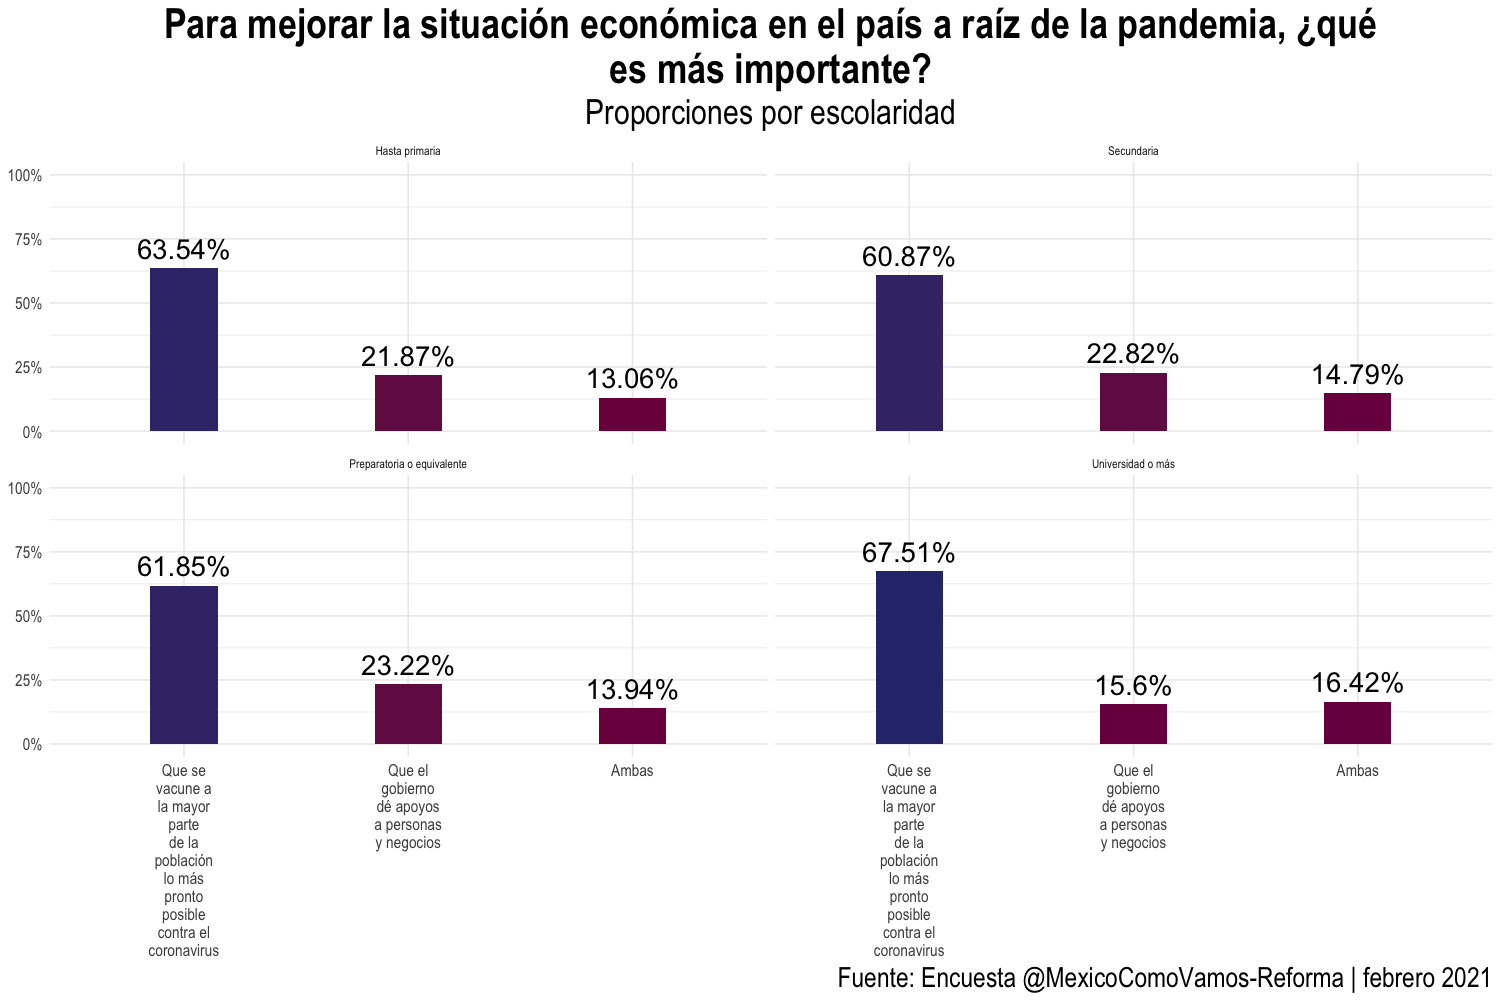 Para mejorar la situación económica en el país a raíz de la pandemia, ¿qué
es más importante?
Proporciones por escolaridad
Hasta primaria
100%
75%
50%
25%
0%
63.54%
21.87%
13.06%
Secundaria
60.87%
22.82%
14.79%
Preparatoria o equivalente
100%
75%
50%
25%
0%
61.85%
23.22%
13.94%
Universidad o más
67.51%
15.6%
16.42%
Que se
vacune a
la mayor
parte
de la
población
lo más
pronto
posible
contra el
coronavirus
Que el
gobierno
dé apoyos
a personas
y negocios
Ambas
Que se
vacune a
la mayor
parte
de la
población
lo más
pronto
posible
contra el
coronavirus
Que el
gobierno
dé apoyos
a personas
y negocios
Ambas
Fuente: Encuesta @MexicoComoVamos-Reforma | febrero 2021